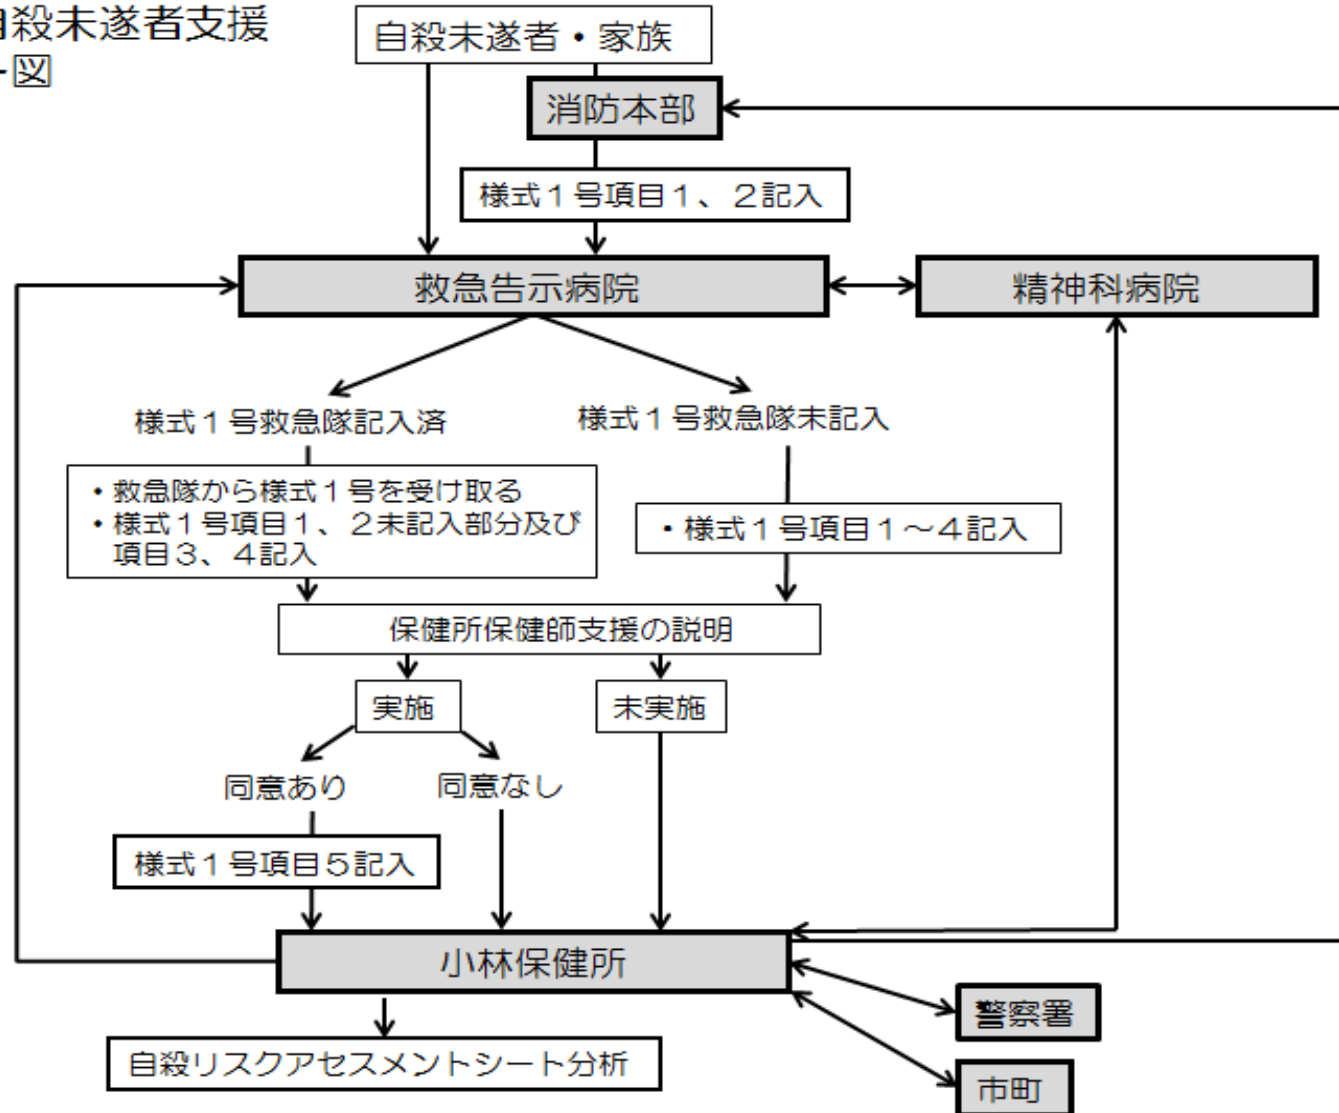 自殺未遂者支援
ー図
自殺未遂者・家族
消防本部
様式１号項目１、２記入
救急告示病院
精神科病院
様式１号救急隊記入済
様式１号救急隊未記入
・救急隊から様式１号を受け取る
・様式１号項目１、２未記入部分及び
項目３、４記入
・様式１号項目１～４記入
保健所保健師支援の説明
実施
未実施
同意あり
同意なし
様式１号項目５記入
小林保健所
警察署
自殺リスクアセスメントシート分析
市町